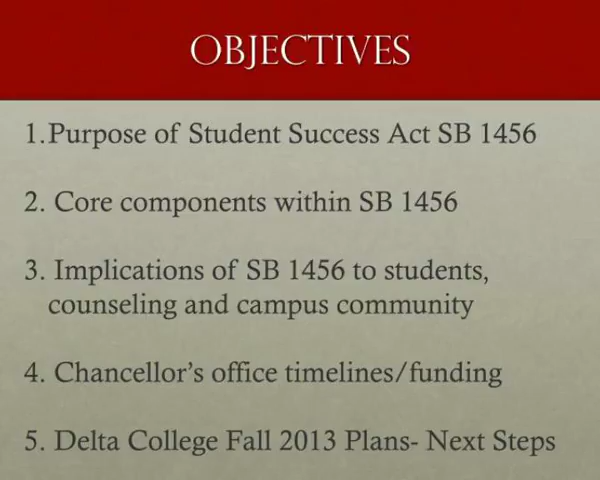 OBJECTIVES
1.Purpose of Student Success Act SB 1456
2. Core components within SB 1456
3. Implications of SB 1456 to students,
counseling and campus community
4. Chancellor's office timelines/funding
5. Delta College Fall 2013 Plans- Next Steps